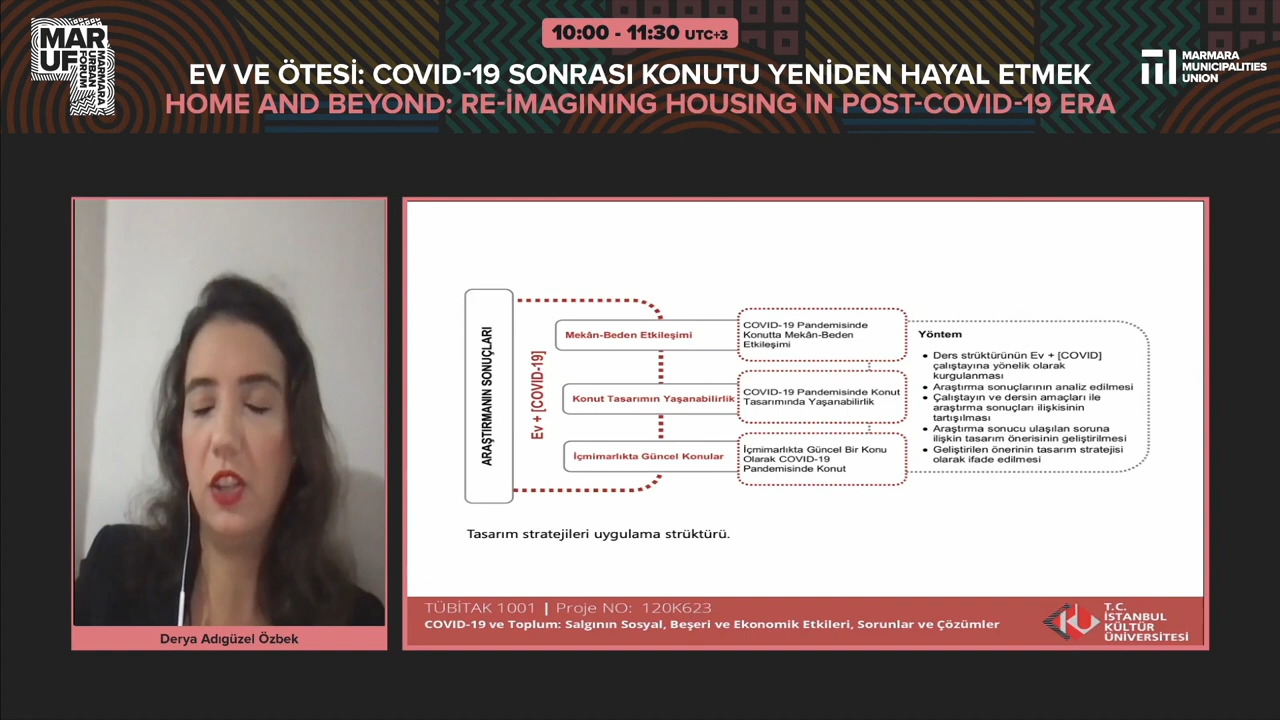 MAR
UF
MARMARA
URBAN
FORUM
10:00 - 11:30 UTC+3
EV VE ÖTESİ: COVID-19 SONRASI KONUTU YENİDEN HAYAL ETMEK
HOME AND BEYOND: RE-İMAGINING HOUSING IN POST-COVID-19 ERA
MARMARA
MUNICIPALITIES
UNION
ARAŞTIRMANIN SONUÇLARI
Ev + [COVID-19]
Mekân-Beden Etkileşimi
Konut Tasarımın Yaşanabilirlik
İçmimarlıkta Güncel Konular
COVID-19 Pandemisinde
Konutta Mekân-Beden
Etkileşimi
COVID-19 Pandemisinde Konut
Tasarımında Yaşanabilirlik
İçmimarlıkta Güncel Bir Konu
Olarak COVID-19
Pandemisinde Konut
Yöntem
• Ders strüktürünün Ev + [COVID]
çalıştayına yönelik olarak
kurgulanması
• Araştırma sonuçlarının analiz edilmesi
• Çalıştayın ve dersin amaçları ile
araştırma sonuçları ilişkisinin
tartışılması
• Araştırma sonucu ulaşılan soruna
ilişkin tasarım önerisinin geliştirilmesi
• Geliştirilen önerinin tasarım stratejisi
olarak ifade edilmesi
Tasarım stratejileri uygulama strüktürü.
TÜBİTAK 1001 | Proje NO: 120K623
COVID-19 ve Toplum: Salgının Sosyal, Beşeri ve Ekonomik Etkileri, Sorunlar ve Çözümler
T.C.
İSTANBUL
KÜLTÜR
ÜNİVERSİTESİ
Derya Adıgüzel Özbek